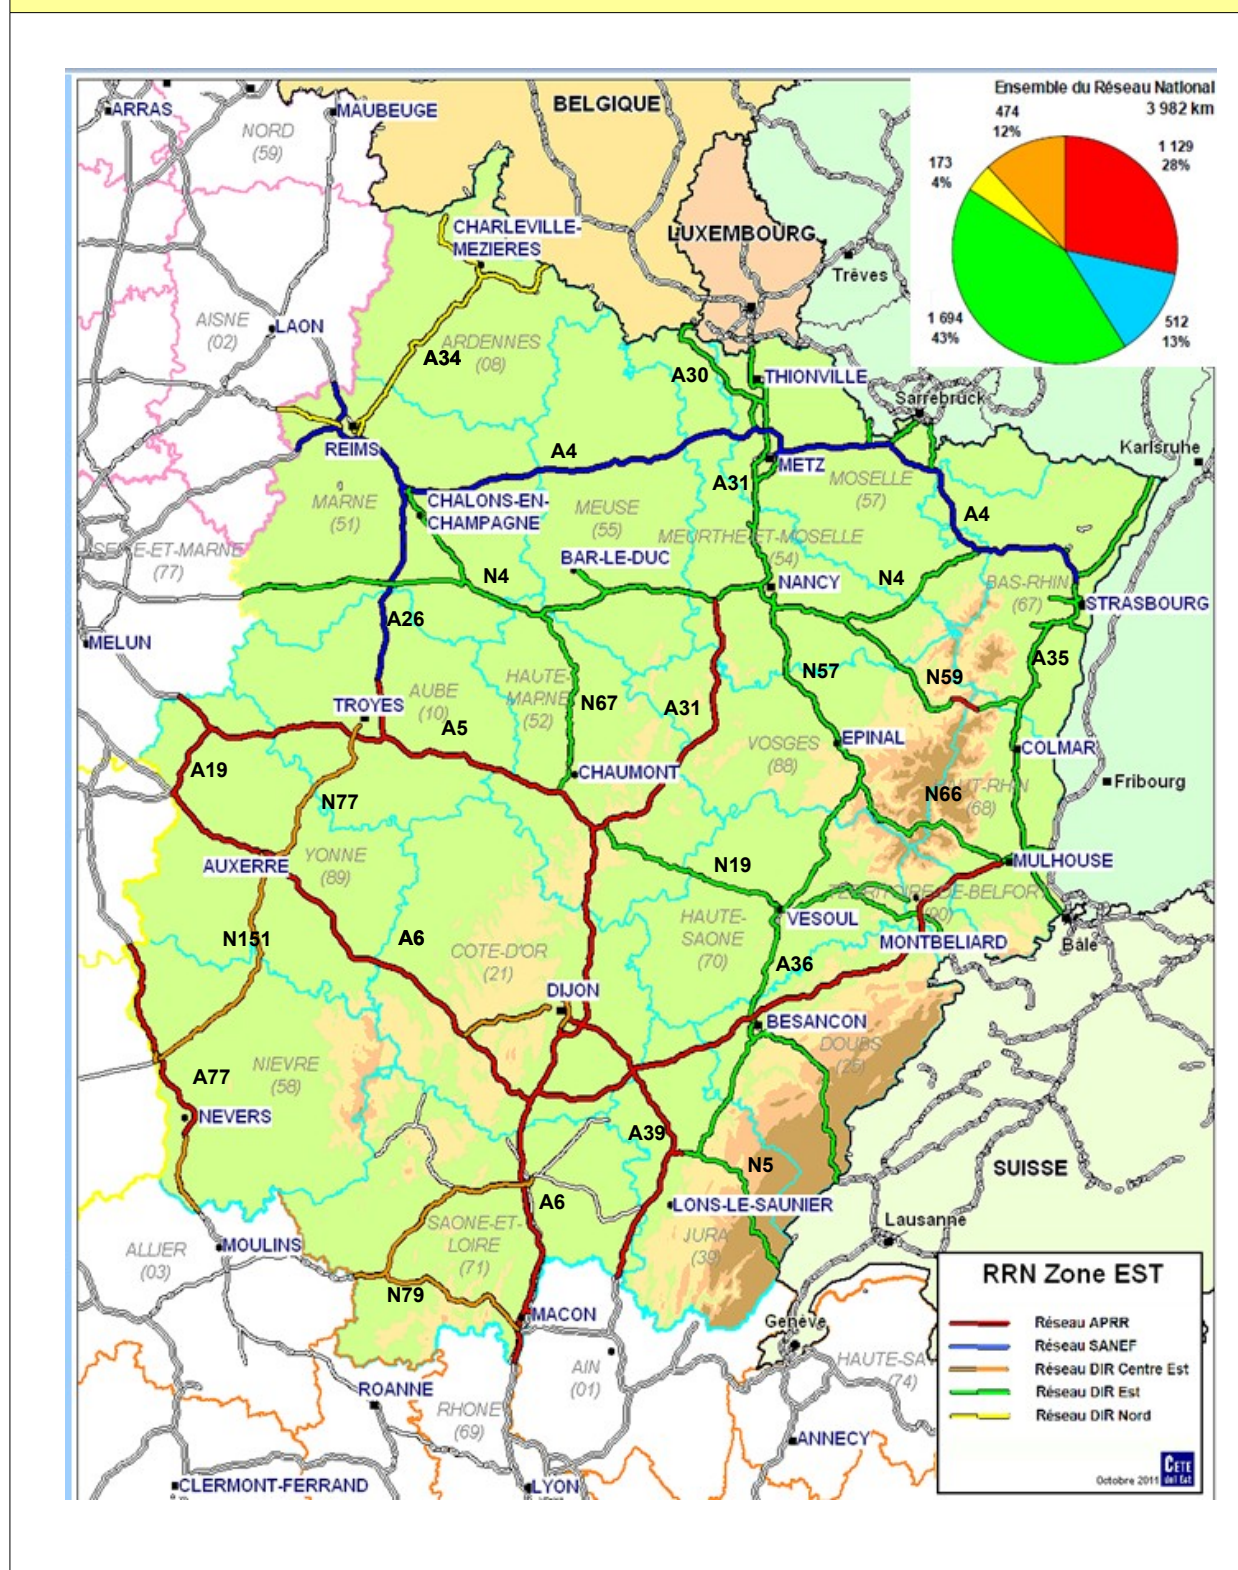 Ensemble du Réseau National
3 982 km
474
12%
1 129
28%
173
4%
1 694
43%
512
13%
BELGIQUE
ARRAS
MAUBEUGE
NORD
(59)
CHARLEVILLE-
MEZIERES
LUXEMBOURG
Trêves
AISNE
(02)
LAON
ARDENNES
(08)
A34
A30
THIONVILLE
Sarrebruck
REIMS
A4
METZ
Karlsruhe
MARNE
(51)
CHALONS-EN-
CHAMPAGNE
MEUSE
(55)
A31
MOSELLE
(57)
A4
MEURTHE-ET-MOSELLE
(54)
SEINE-ET-MARNE
(77)
BAR-LE-DUC
N4
NANCY
N4
BAS-RHIN
(67)
STRASBOURG
A26
MELUN
A35
HAUTE-
MARNE
(52)
N57
N59
AUBE
(10)
TROYES
N67
A31
A5
VOSGES
(88)
EPINAL
COLMAR
A19
CHAUMONT
N77
N66
HAUT-RHIN
(68)
Fribourg
YONNE
(89)
AUXERRE
N19
MULHOUSE
TERRITOIRE-DE-BELFORT
(90)
HAUTE-
SAONE
(70)
VESOUL
N151
A6
COTE-D'OR
(21)
MONTBELIARD
Bâle
A36
DIJON
BESANCON
DOUBS
(25)
NIEVRE
(58)
A77
NEVERS
A39
N5
SUISSE
A6
LONS-LE-SAUNIER
SAONE-ET-
LOIRE
(71)
JURA
(39)
Lausanne
ALLIER
(03)
MOULINS
N79
MACON
Genève
AIN
(01)
HAUTE-SA
(74)
ROANNE
RHONE
(69)
ANNECY
CLERMONT-FERRAND
LYON
RRN Zone EST
Réseau APRR
Réseau SANEF
Réseau DIR Centre Est
Réseau DIR Est
Réseau DIR Nord
Octobre 2011
CETE
de l'Est